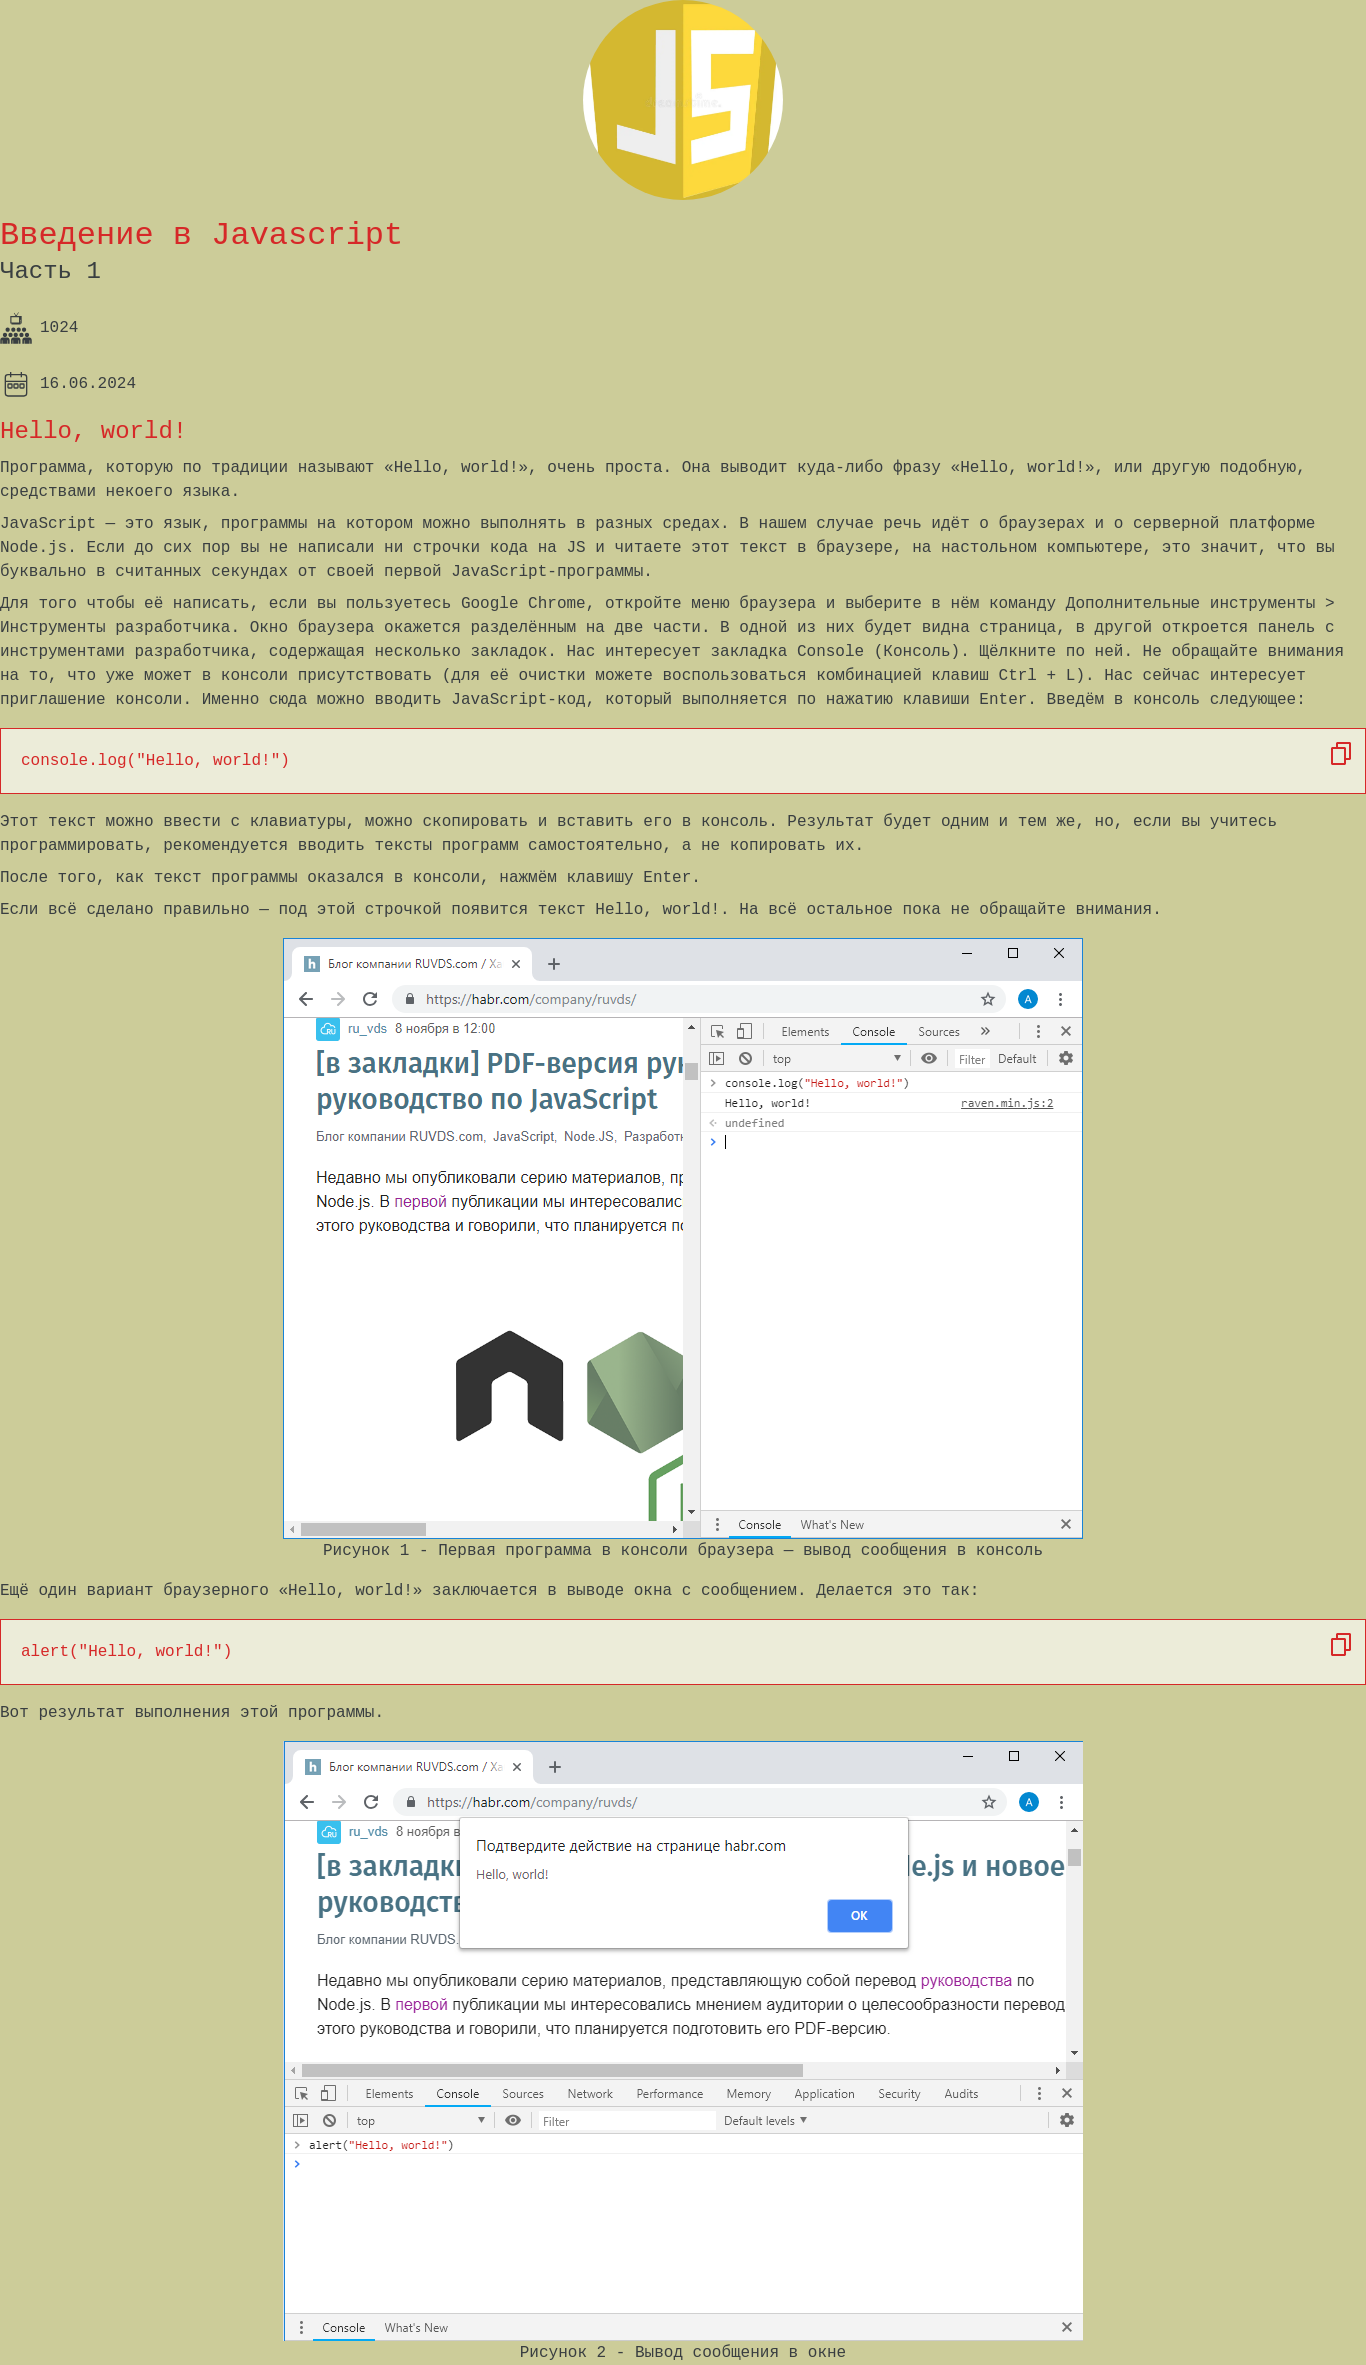 JS
Введение в Javascript
Часть 1
1024
16.06.2024
Hello, world!
Программа, которую по традиции называют «Hello, world!», очень проста. Она выводит куда-либо фразу «Hello, world!», или другую подобную,
средствами некоего языка.
JavaScript — это язык, программы на котором можно выполнять в разных средах. В нашем случае речь идёт о браузерах и о серверной платформе
Node.js. Если до сих пор вы не написали ни строчки кода на JS и читаете этот текст в браузере, на настольном компьютере, это значит, что вы
буквально в считанных секундах от своей первой JavaScript-программы.
Для того чтобы её написать, если вы пользуетесь Google Chrome, откройте меню браузера и выберите в нём команду Дополнительные инструменты >
Инструменты разработчика. Окно браузера окажется разделённым на две части. В одной из них будет видна страница, в другой откроется панель с
инструментами разработчика, содержащая несколько закладок. Нас интересует закладка Console (Консоль). Щёлкните по ней. Не обращайте внимания
на то, что уже может в консоли присутствовать (для её очистки можете воспользоваться комбинацией клавиш Ctrl + L). Нас сейчас интересует
приглашение консоли. Именно сюда можно вводить JavaScript-код, который выполняется по нажатию клавиши Enter. Введём в консоль следующее:
console.log("Hello, world!")
Этот текст можно ввести с клавиатуры, можно скопировать и вставить его в консоль. Результат будет одним и тем же, но, если вы учитесь
программировать, рекомендуется вводить тексты программ самостоятельно, а не копировать их.
После того, как текст программы оказался в консоли, нажмём клавишу Enter.
Если всё сделано правильно — под этой строчкой появится текст Hello, world!. На всё остальное пока не обращайте внимания.
h Блог компании RUVDS.com / Ха
https://habr.com/company/ruvds/ A
RU ru_vds 8 ноября в 12:00
[в закладки] PDF-версия рук
руководство по JavaScript
Блог компании RUVDS.com, JavaScript, Node.JS, Разработк
Недавно мы опубликовали серию материалов, пр
Node.js. В первой публикации мы интересовалис
этого руководства и говорили, что планируется по
Elements Console Sources »
top Filter Default
console.log("Hello, world!")
Hello, world! raven.min.js:2
undefined
Console What's New
Рисунок 1 - Первая программа в консоли браузера — вывод сообщения в консоль
Ещё один вариант браузерного «Hello, world!» заключается в выводе окна с сообщением. Делается это так:
alert("Hello, world!")
Вот результат выполнения этой программы.
h Блог компании RUVDS.com / Ха
https://habr.com/company/ruvds/ A
RU ru_vds 8 ноября в
[в закладки le.js и новое
руководств
Блог компании RUVDS.
Подтвердите действие на странице habr.com
Hello, world!
OK
Недавно мы опубликовали серию материалов, представляющую собой перевод руководства по
Node.js. В первой публикации мы интересовались мнением аудитории о целесообразности перевод
этого руководства и говорили, что планируется подготовить его PDF-версию.
Elements Console Sources Network Performance Memory Application Security Audits
top Filter Default levels
alert("Hello, world!")
Console What's New
Рисунок 2 - Вывод сообщения в окне